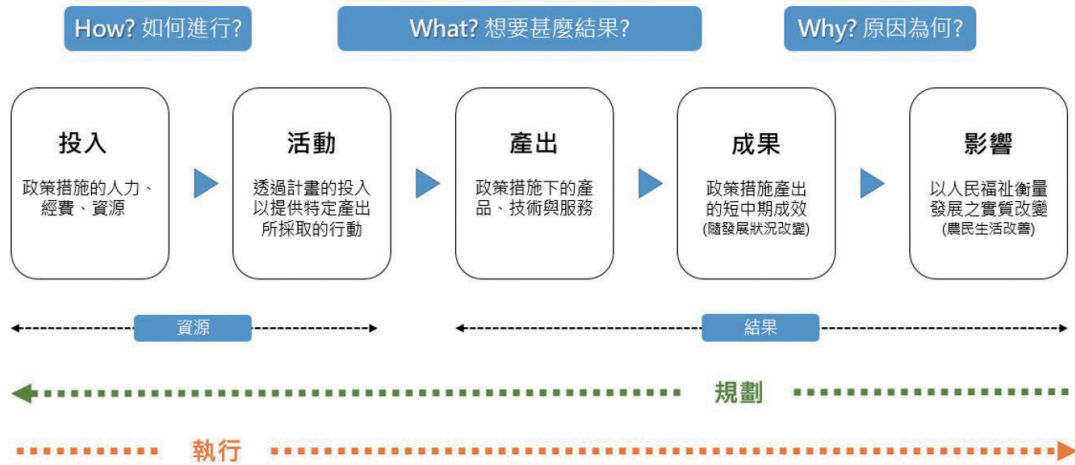 How? 如何進行?
What? 想要甚麼結果?
Why? 原因為何?
投入
政策措施的人力、
經費、資源
活動
透過計畫的投入
以提供特定產出
所採取的行動
產出
政策措施下的產
品、技術與服務
成果
政策措施產出
的短中期成效
(隨發展狀況改變)
影響
以人民福祉衡量
發展之實質改變
(農民生活改善)
資源
結果
規劃
執行